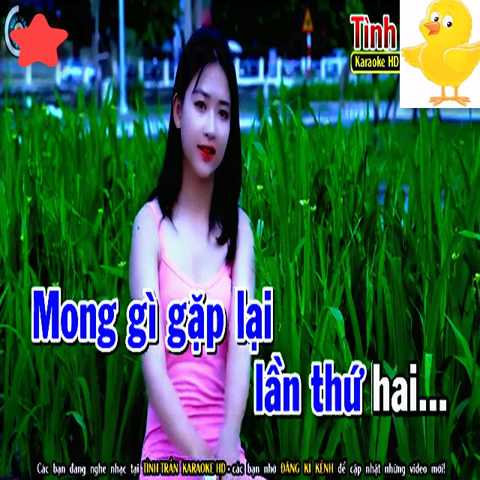 Tình
Karaoke HD
Mong gì gặp lại
lần thứ hai...
Các bạn đang nghe nhạc tại TÌNH TRẦN KARAOKE HD - các bạn nhớ ĐĂNG KÍ KÊNH để cập nhật những video mới!